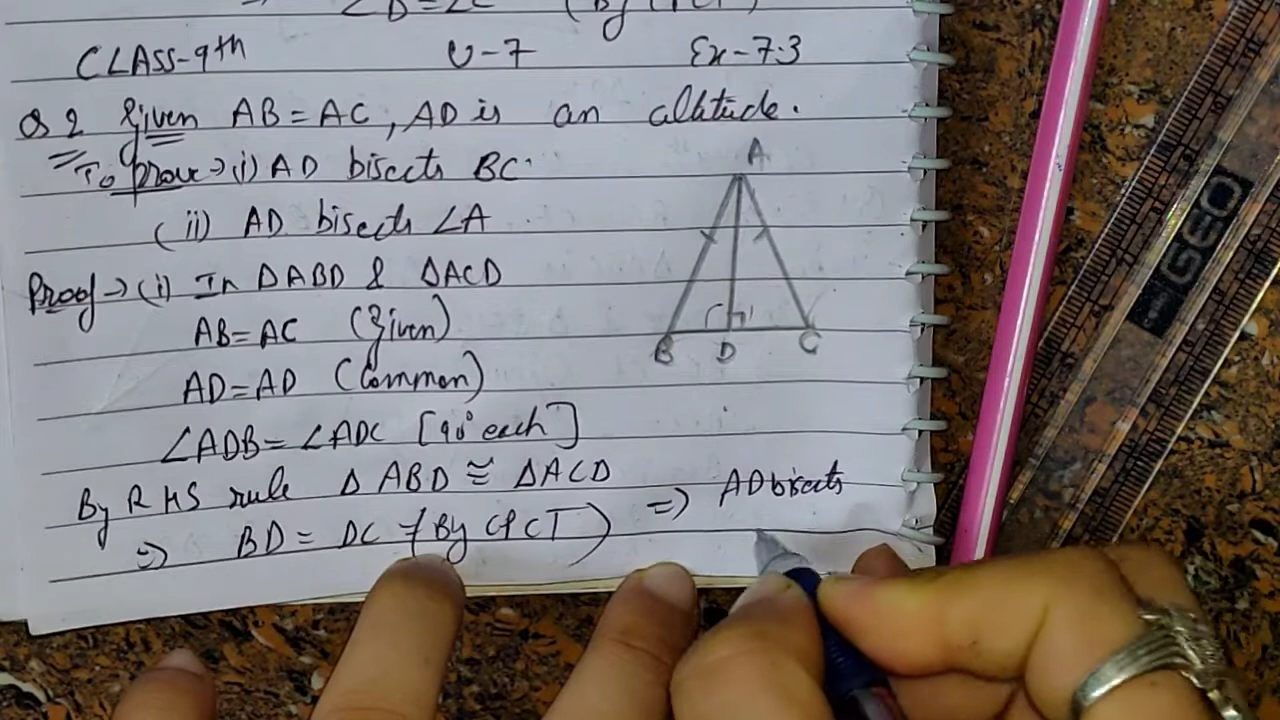 ∠B=∠C (By CPCT)
CLASS-9th U-7 Ex-7.3
Q 2 Given AB = AC, AD is an altitude.
To prove → (i) AD bisects BC.
(ii) AD bisects ∠A
Proof → (i) In ΔABD & ΔACD
AB = AC (Given)
AD = AD (Common)
∠ADB = ∠ADC [90° each]
By RHS rule ΔABD ≅ ΔACD
⇒ BD = DC (By CPCT) ⇒ AD bisects
A
B D C
GEO